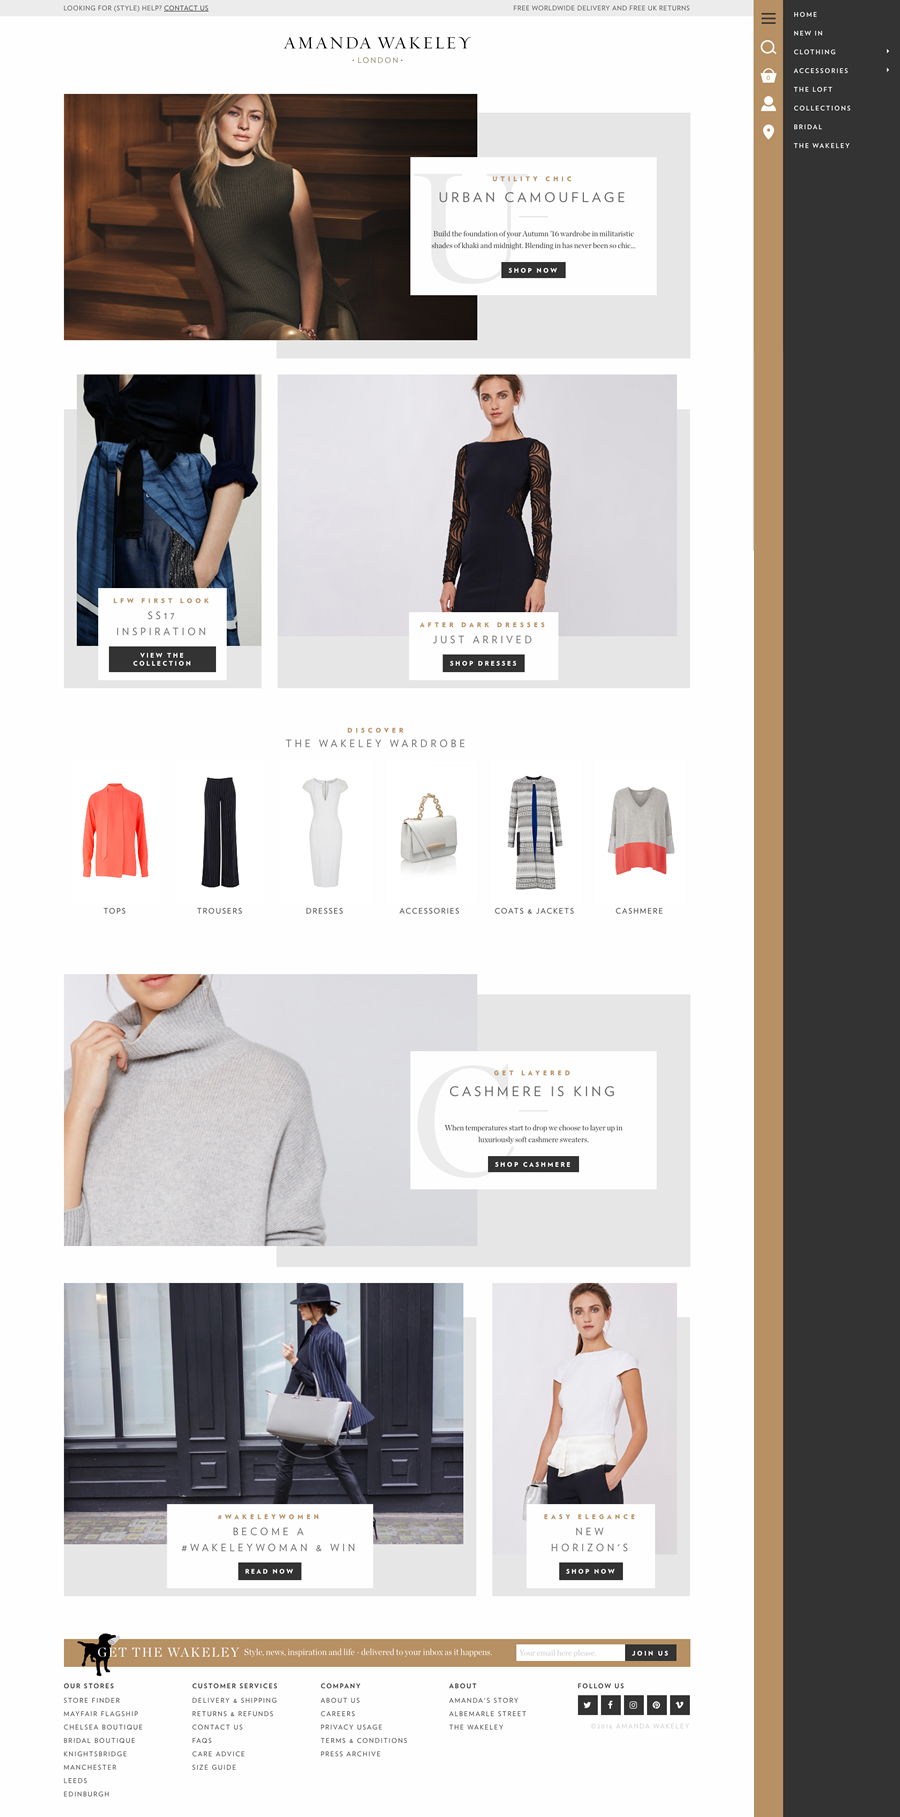 LOOKING FOR (STYLE) HELP? CONTACT US
FREE WORLDWIDE DELIVERY AND FREE UK RETURNS
AMANDA WAKELEY
• LONDON •
HOME
NEW IN
CLOTHING
ACCESSORIES
THE LOFT
COLLECTIONS
BRIDAL
THE WAKELEY
0
U
UTILITY CHIC
URBAN CAMOUFLAGE
Build the foundation of your Autumn '16 wardrobe in militaristic
shades of khaki and midnight. Blending in has never been so chic...
SHOP NOW
LFW FIRST LOOK
SS17
INSPIRATION
VIEW THE
COLLECTION
AFTER DARK DRESSES
JUST ARRIVED
SHOP DRESSES
DISCOVER
THE WAKELEY WARDROBE
TOPS
TROUSERS
DRESSES
ACCESSORIES
COATS & JACKETS
CASHMERE
C
GET LAYERED
CASHMERE IS KING
When temperatures start to drop we choose to layer up in
luxuriously soft cashmere sweaters.
SHOP CASHMERE
#WAKELEYWOMEN
BECOME A
#WAKELEYWOMAN & WIN
READ NOW
EASY ELEGANCE
NEW
HORIZON'S
SHOP NOW
GET THE WAKELEY Style, news, inspiration and life - delivered to your inbox as it happens.
Your email here please.
JOIN US
OUR STORES
STORE FINDER
MAYFAIR FLAGSHIP
CHELSEA BOUTIQUE
BRIDAL BOUTIQUE
KNIGHTSBRIDGE
MANCHESTER
LEEDS
EDINBURGH
CUSTOMER SERVICES
DELIVERY & SHIPPING
RETURNS & REFUNDS
CONTACT US
FAQS
CARE ADVICE
SIZE GUIDE
COMPANY
ABOUT US
CAREERS
PRIVACY USAGE
TERMS & CONDITIONS
PRESS ARCHIVE
ABOUT
AMANDA'S STORY
ALBEMARLE STREET
THE WAKELEY
FOLLOW US
©2016 AMANDA WAKELEY